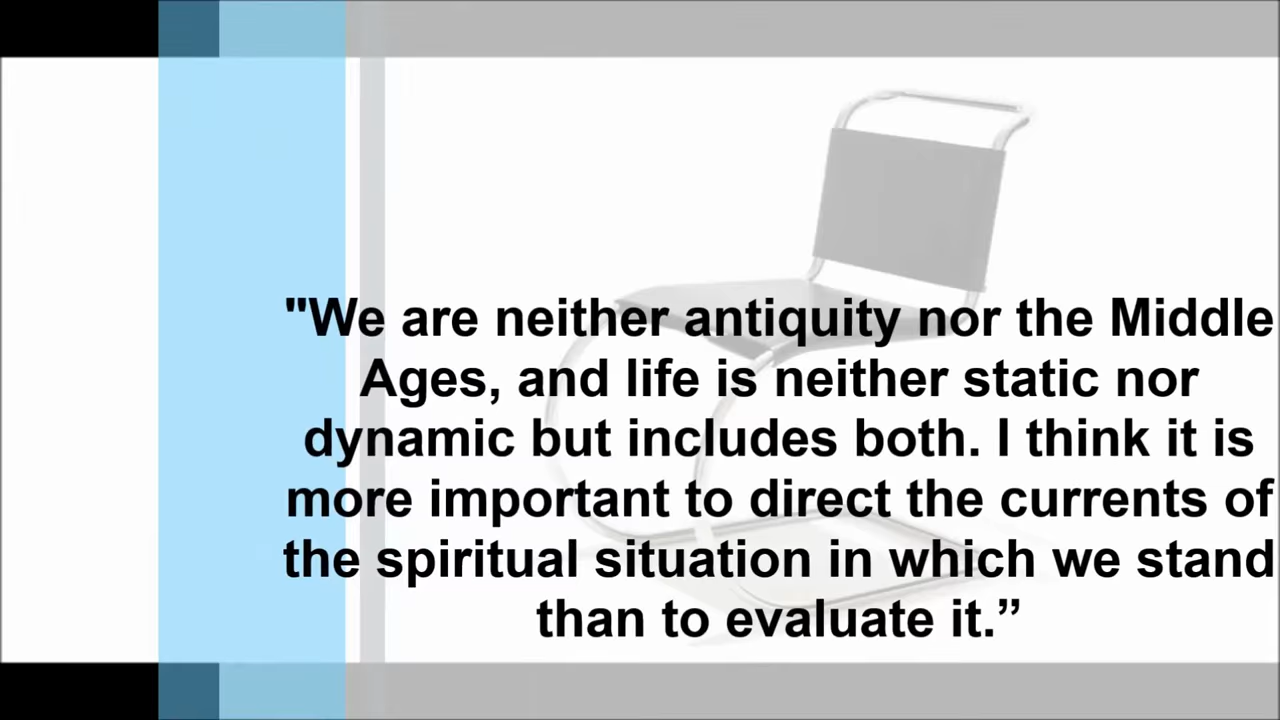 "We are neither antiquity nor the Middle
Ages, and life is neither static nor
dynamic but includes both. I think it is
more important to direct the currents of
the spiritual situation in which we stand
than to evaluate it.”